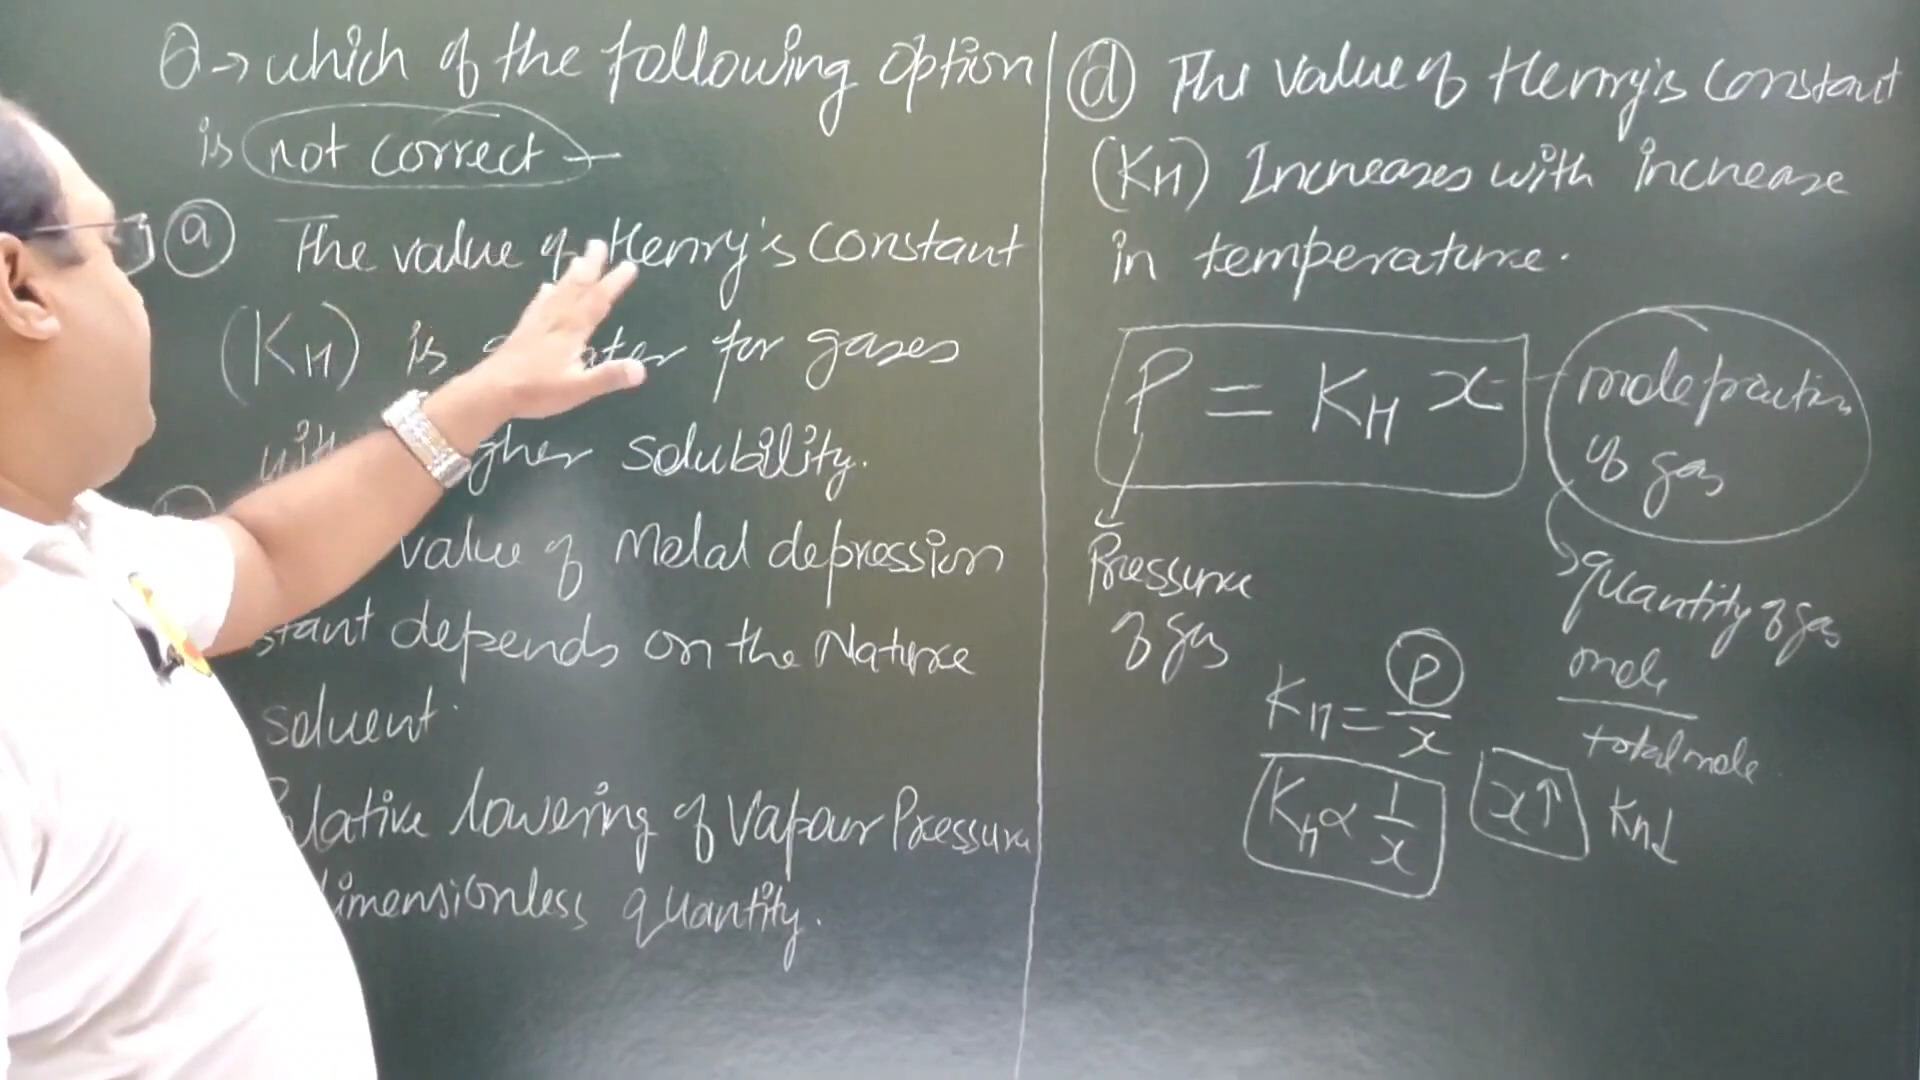 Q→ which of the following option
is not correct –
(a) The value of Henry's constant
(KH) is for gases
solubility.
value of Molal depression
depends on the Nature
solvent.
lowering of Vapour Pressure
quantity.
(d) The value of Henry's constant
(KH) Increases with increase
in temperature.
P = KH x
mole fraction
of gas
Pressure
of gas
quantity of gas
mole
total mole
KH = P/x
KH ∝ 1/x
x↑ KH↓